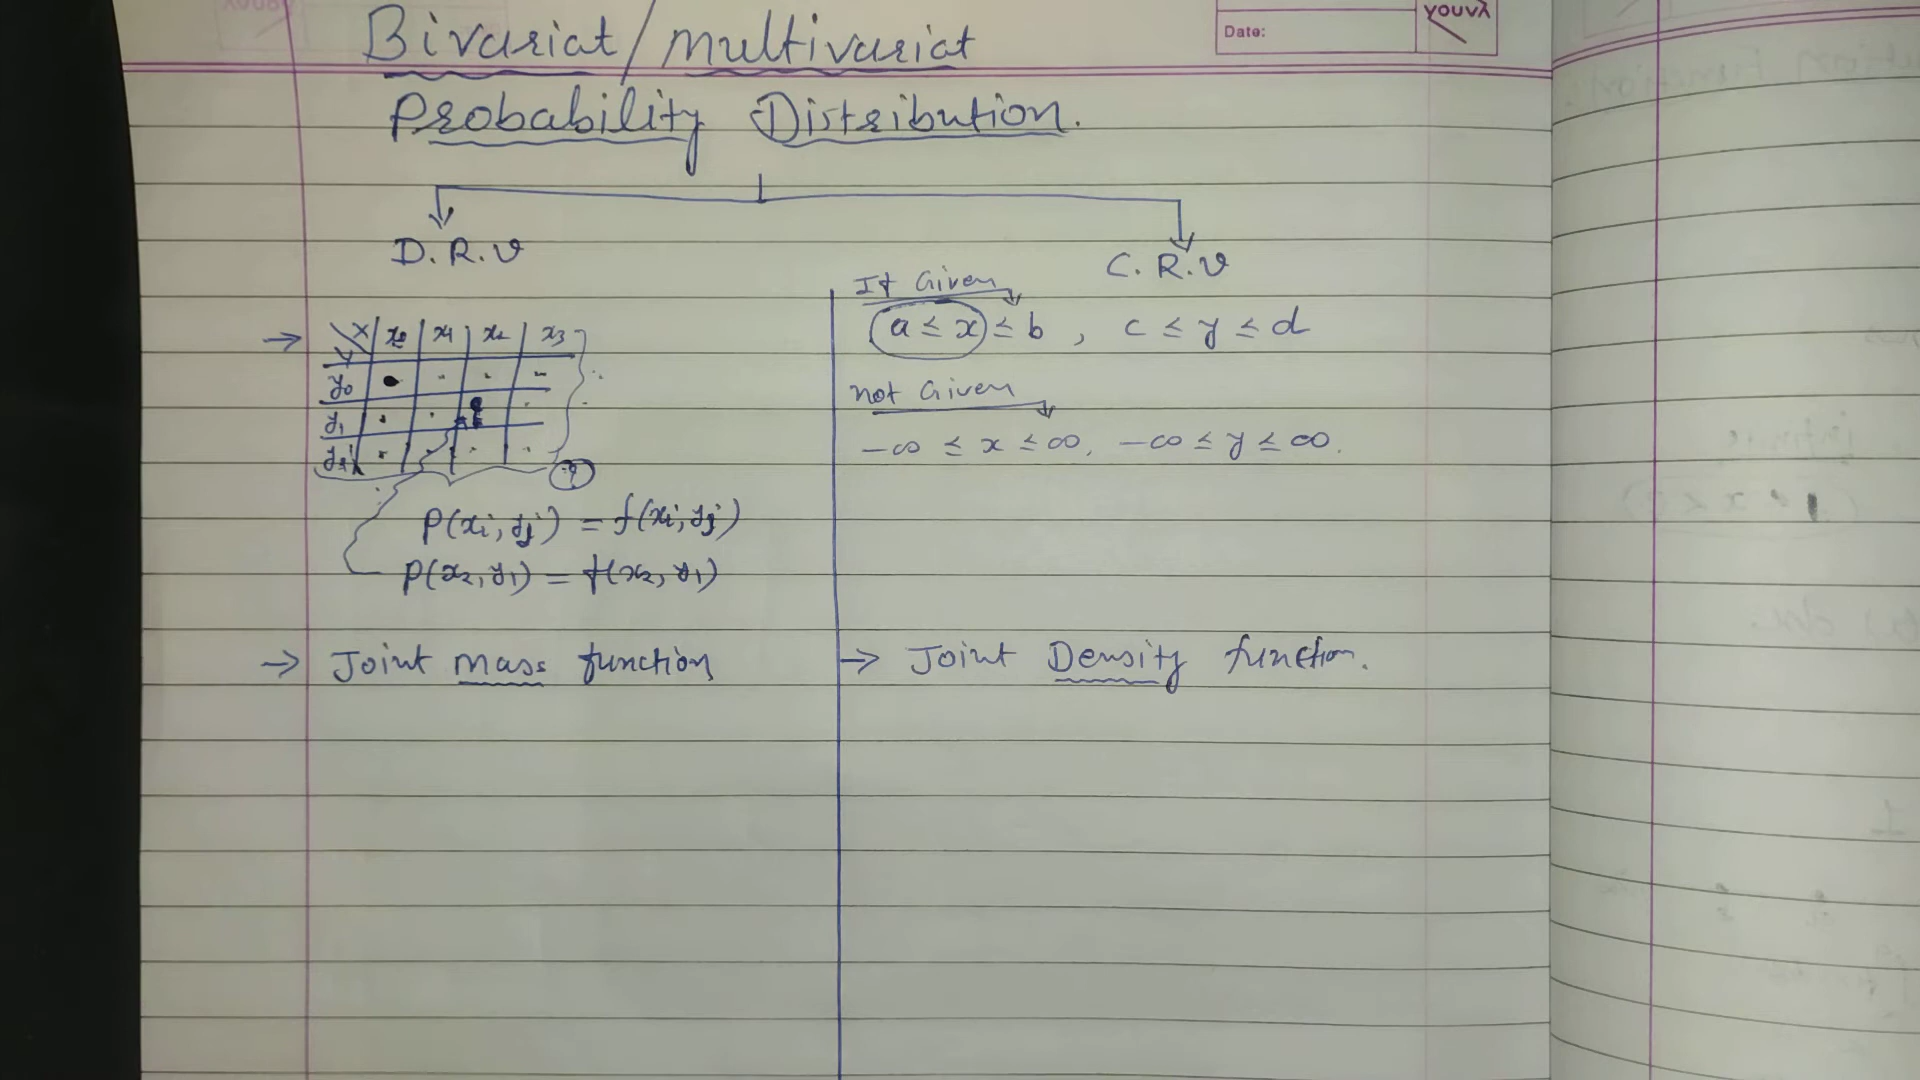 Bivariat/multivariat
Date:
youva
Probability Distribution.
D.R.V
C.R.V
→ X x0 x1 x2 x3
Y
y0
y1
If Given
a ≤ x ≤ b , c ≤ y ≤ d
not Given
-∞ ≤ x ≤ ∞, -∞ ≤ y ≤ ∞.
P(xi, yj) = f(xi, yj)
P(x2, y1) = f(x2, y1)
→ Joint mass function
→ Joint Density function.